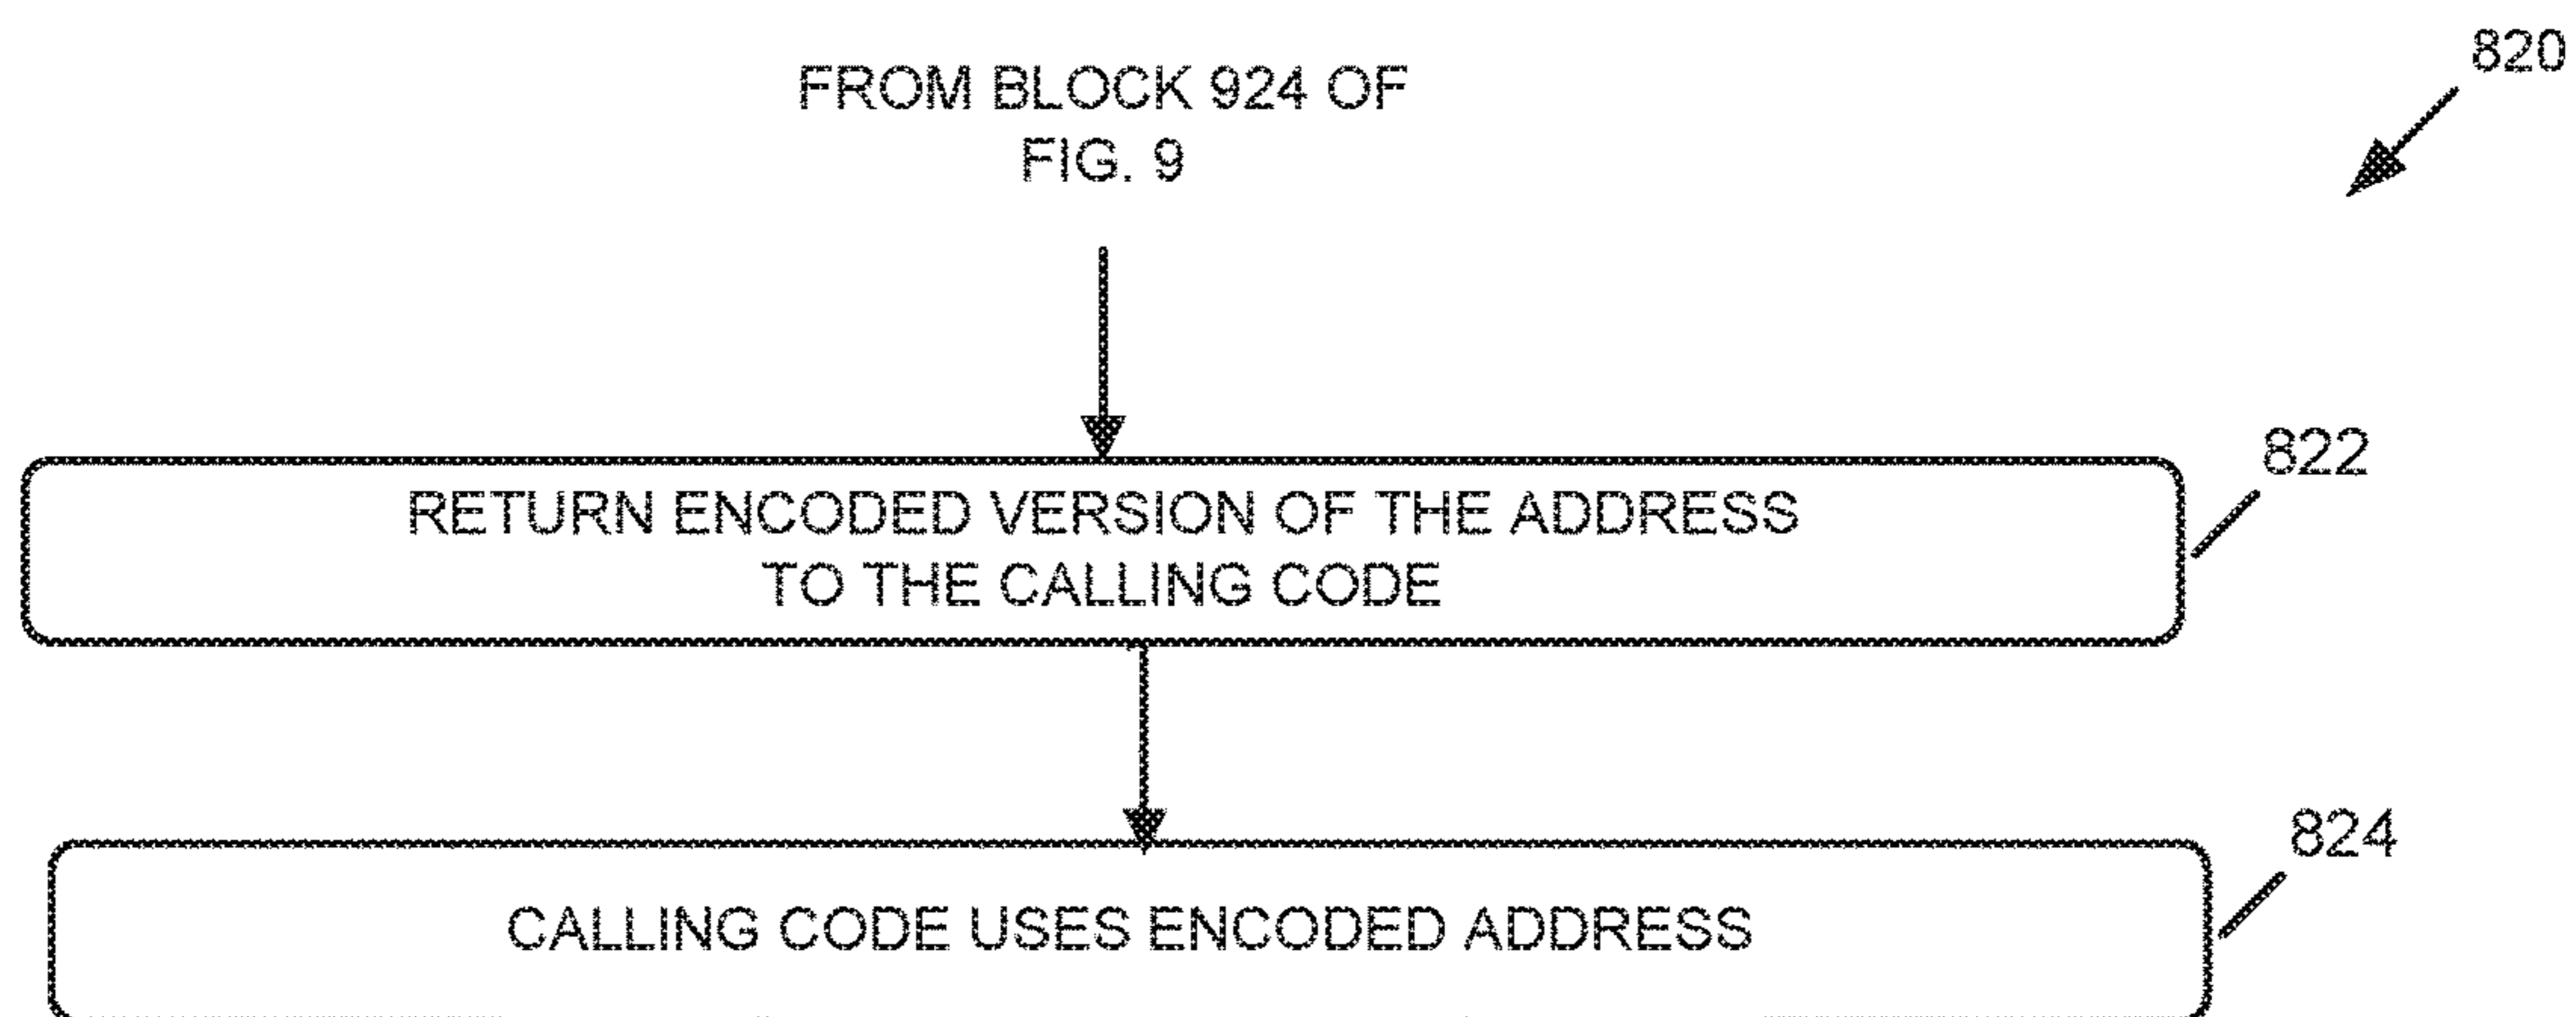 820
FROM BLOCK 924 OF
FIG. 9
822
RETURN ENCODED VERSION OF THE ADDRESS
TO THE CALLING CODE
824
CALLING CODE USES ENCODED ADDRESS